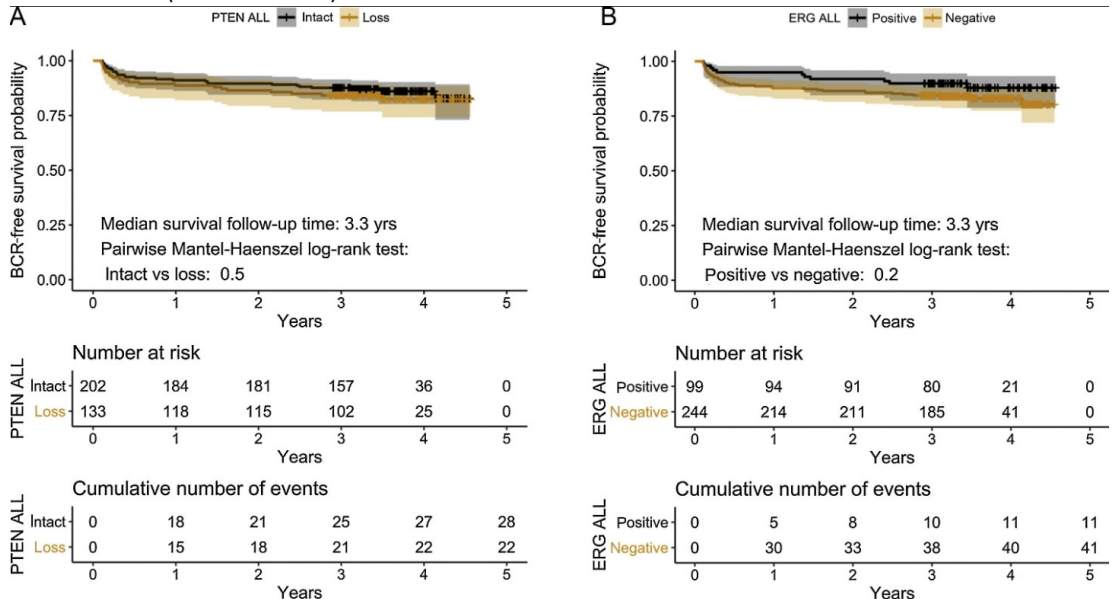 A
PTEN ALL Intact Loss
BCR-free survival probability
1.00
0.75
0.50
0.25
0.00
Median survival follow-up time: 3.3 yrs
Pairwise Mantel-Haenszel log-rank test:
Intact vs loss: 0.5
0 1 2 3 4 5
Years
Number at risk
PTEN ALL
Intact 202 184 181 157 36 0
Loss 133 118 115 102 25 0
0 1 2 3 4 5
Years
Cumulative number of events
PTEN ALL
Intact 0 18 21 25 27 28
Loss 0 15 18 21 22 22
0 1 2 3 4 5
Years
B
ERG ALL Positive Negative
BCR-free survival probability
1.00
0.75
0.50
0.25
0.00
Median survival follow-up time: 3.3 yrs
Pairwise Mantel-Haenszel log-rank test:
Positive vs negative: 0.2
0 1 2 3 4 5
Years
Number at risk
ERG ALL
Positive 99 94 91 80 21 0
Negative 244 214 211 185 41 0
0 1 2 3 4 5
Years
Cumulative number of events
ERG ALL
Positive 0 5 8 10 11 11
Negative 0 30 33 38 40 41
0 1 2 3 4 5
Years